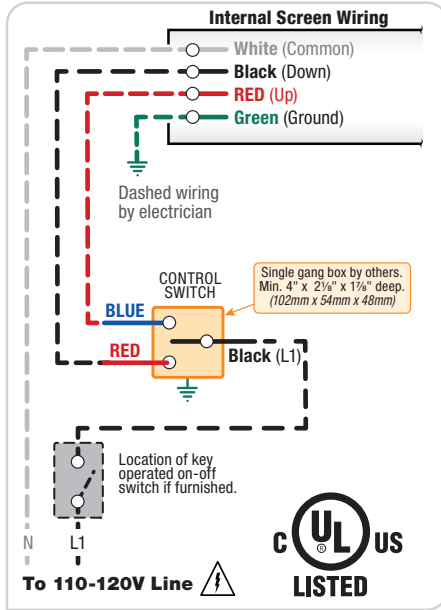 Internal Screen Wiring
White (Common)
Black (Down)
RED (Up)
Green (Ground)
Dashed wiring
by electrician
Single gang box by others.
Min. 4" x 2⅛" x 1⅞" deep.
(102mm x 54mm x 48mm)
CONTROL
SWITCH
BLUE
RED
Black (L1)
Location of key
operated on-off
switch if furnished.
N
L1
To 110-120V Line
C UL ® US
LISTED